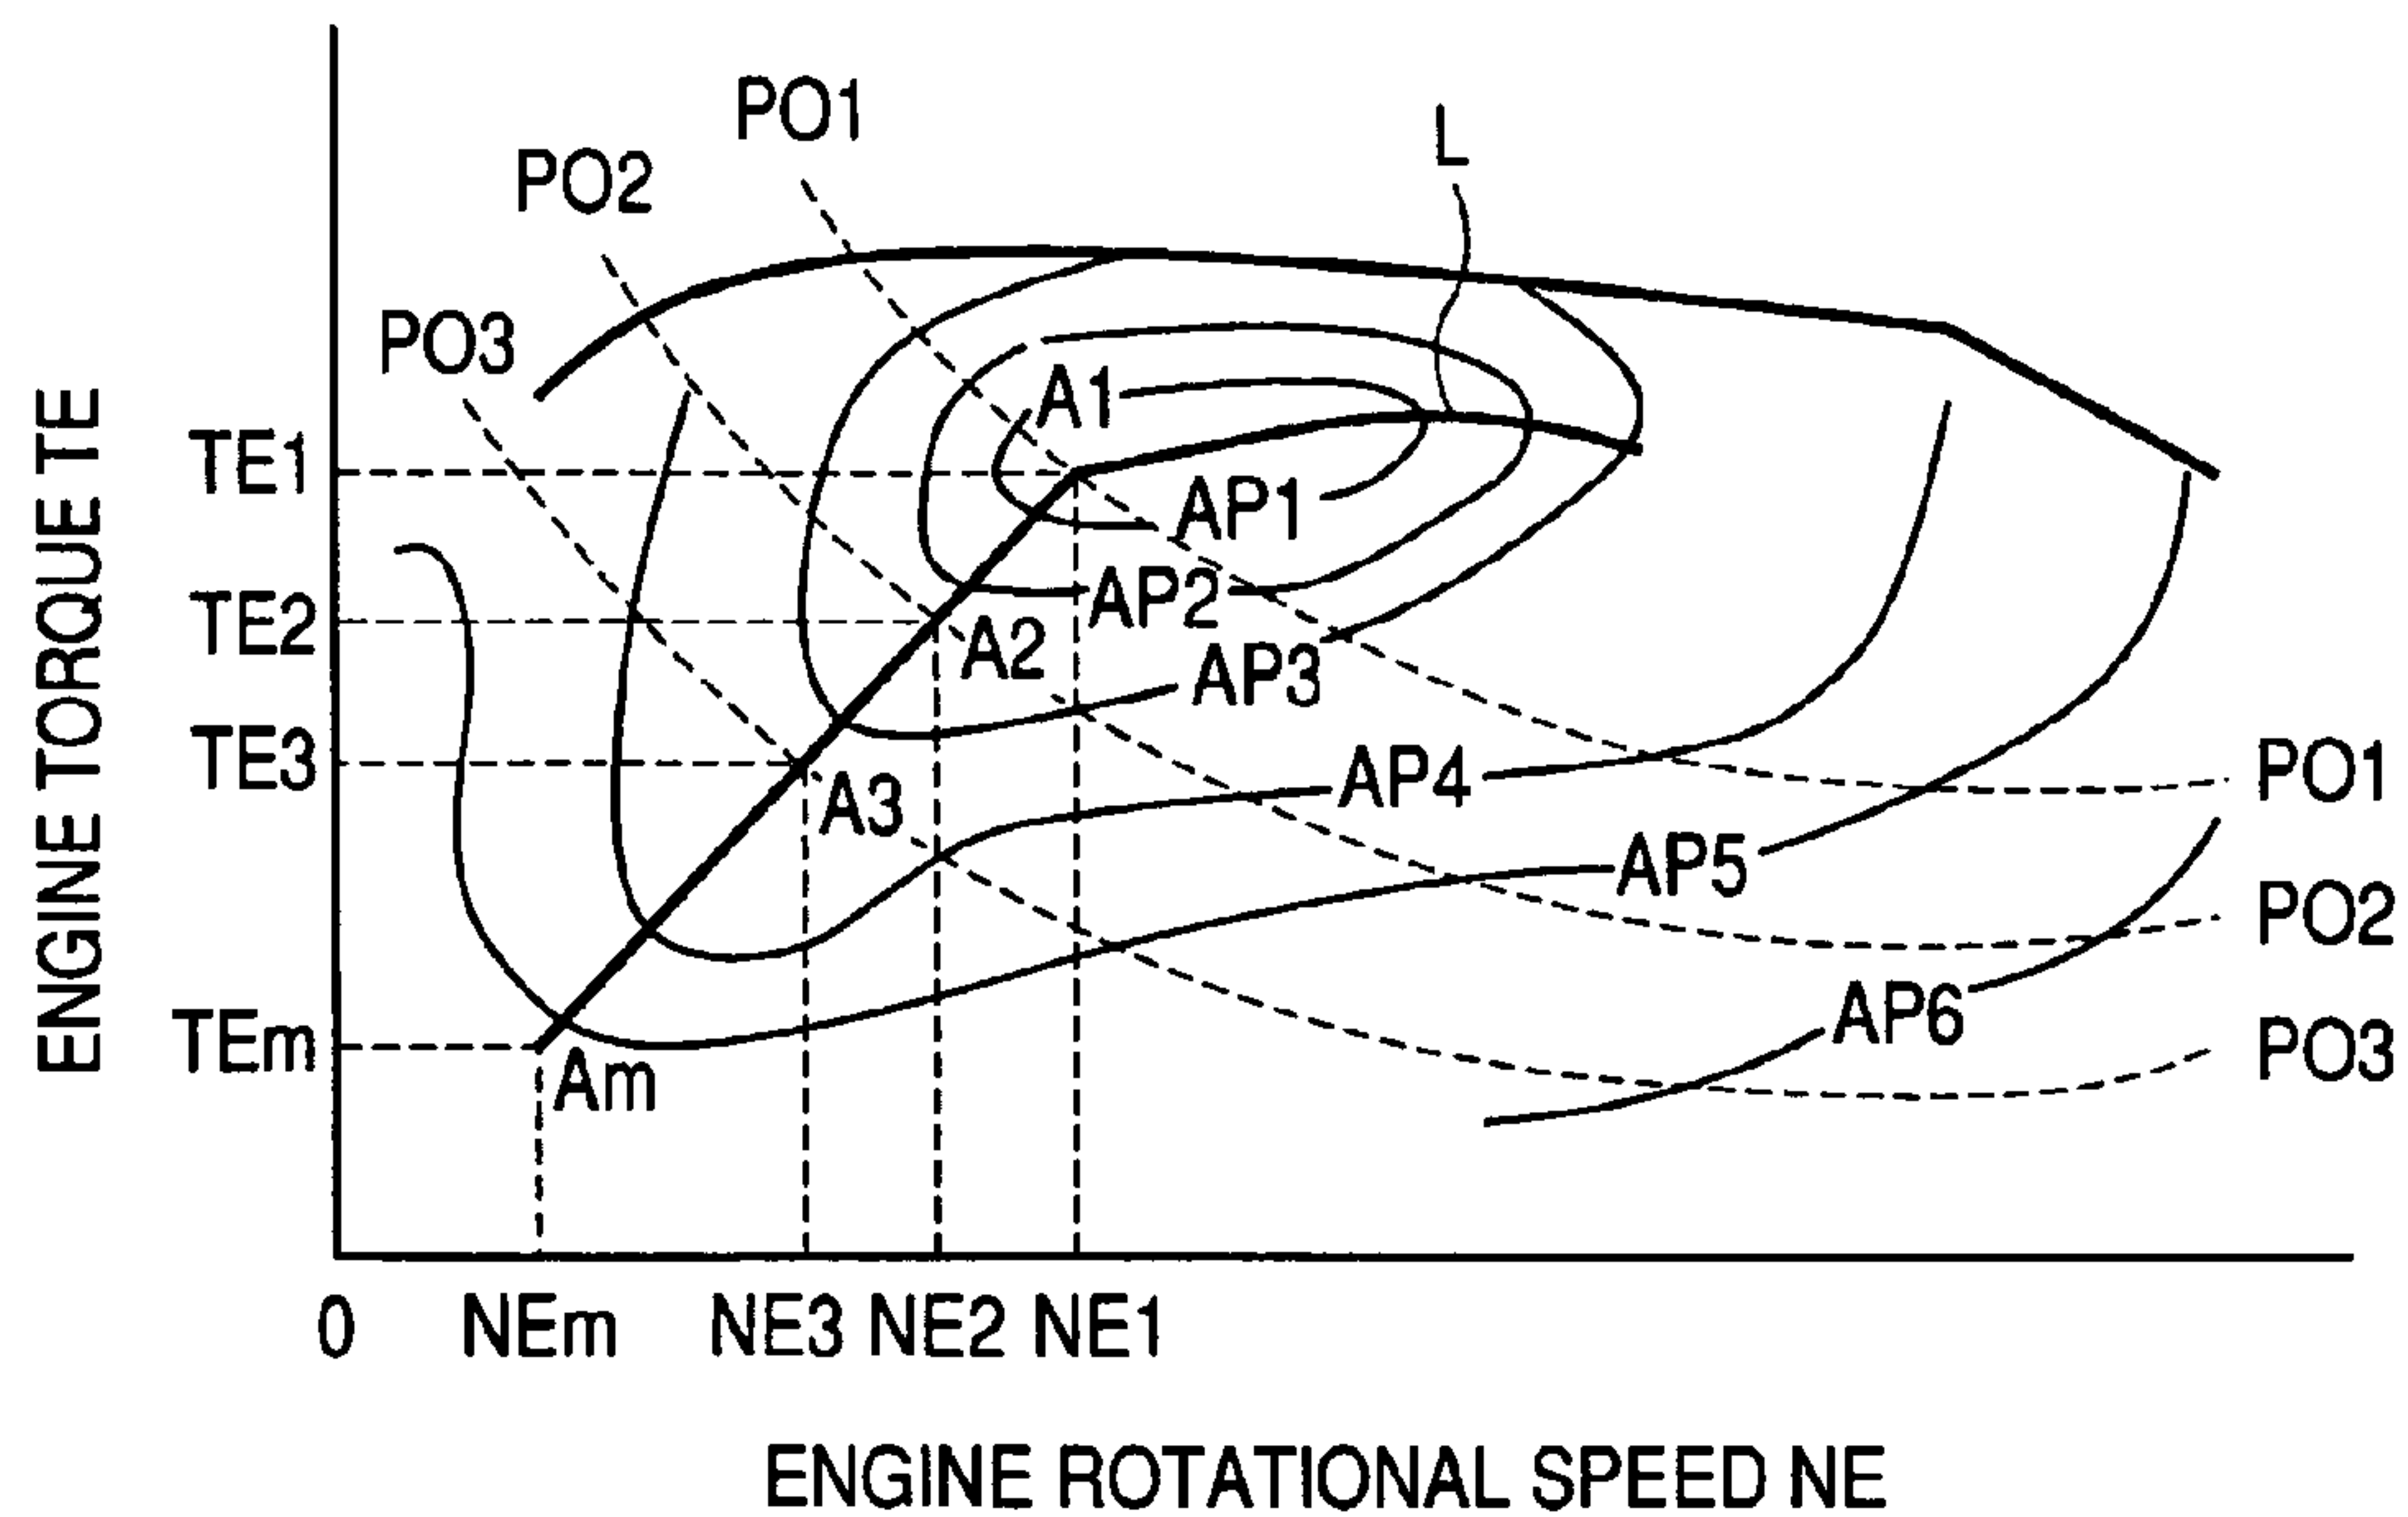 PO1
L
PO2
PO3
A1
TE1
AP1
AP2
TE2
A2
AP3
TE3
AP4
PO1
A3
AP5
PO2
AP6
TEm
PO3
Am
ENGINE TORQUE TE
0 NEm NE3 NE2 NE1
ENGINE ROTATIONAL SPEED NE